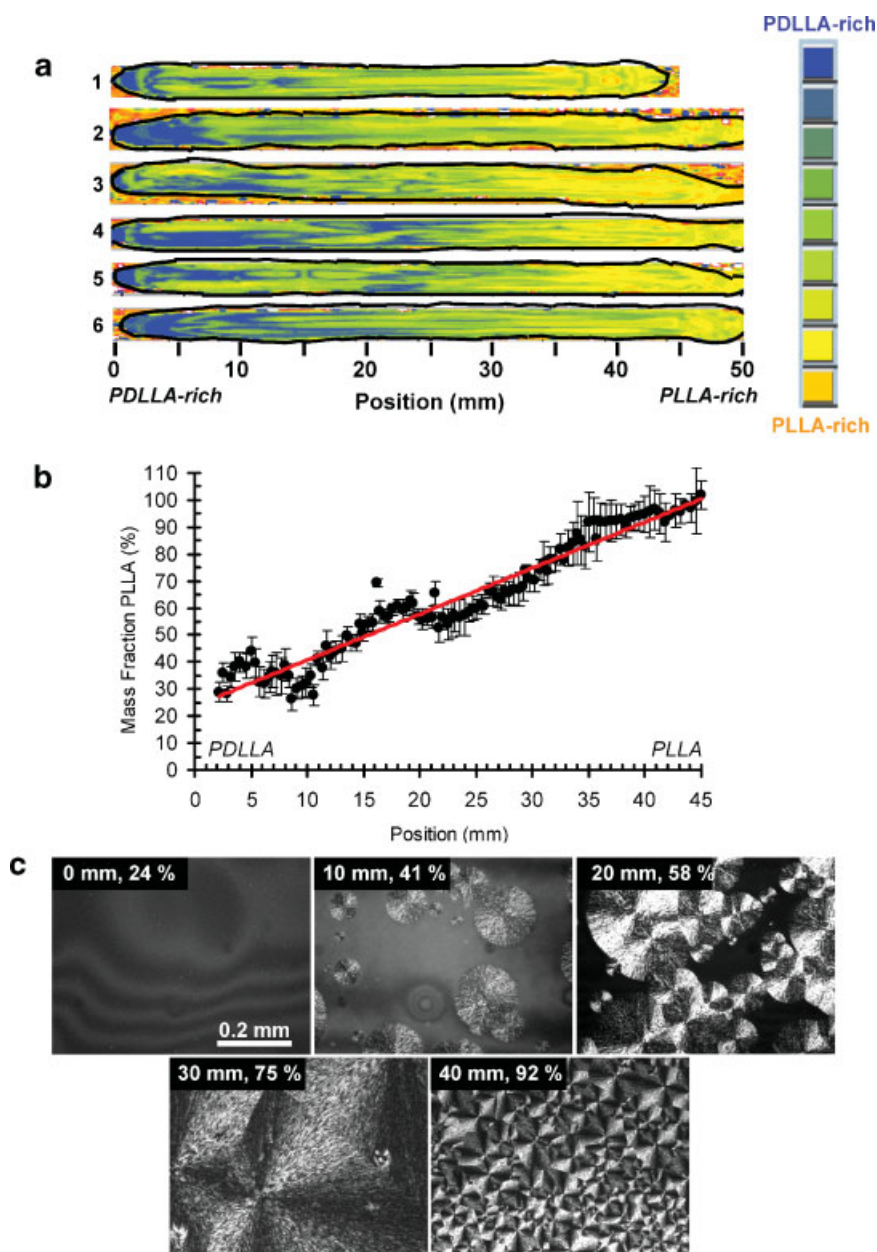 PDLLA-rich
a
1
2
3
4
5
6
0 10 20 30 40 50
PDLLA-rich Position (mm) PLLA-rich
PLLA-rich
b
Mass Fraction PLLA (%)
110
100
90
80
70
60
50
40
30
20
10
0
PDLLA PLLA
0 5 10 15 20 25 30 35 40 45
Position (mm)
c
0 mm, 24 % 10 mm, 41 % 20 mm, 58 %
0.2 mm
30 mm, 75 % 40 mm, 92 %